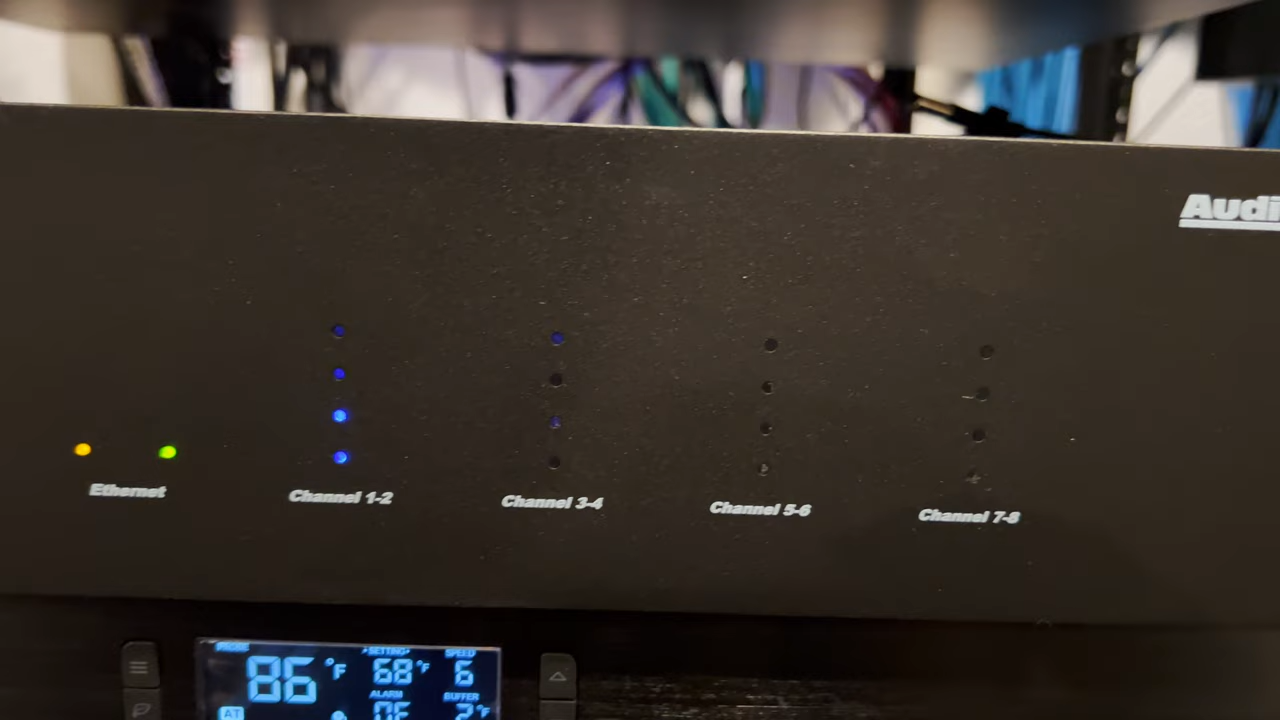 Audi
Ethernet
Channel 1-2
Channel 3-4
Channel 5-6
Channel 7-8
PROBE
▸SETTING▸
SPEED
86 °F
68 °F
6
ALARM
BUFFER
AT
2 °F